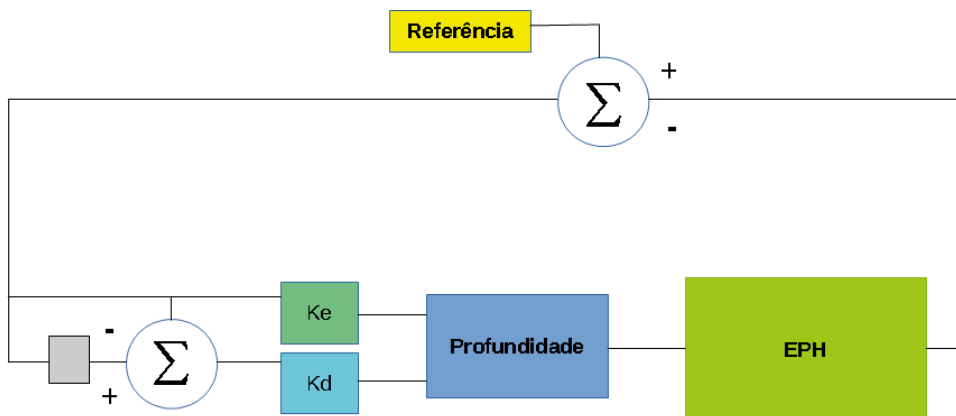 Referência
Σ
+
-
Ke
-
Σ
+
Kd
Profundidade
EPH